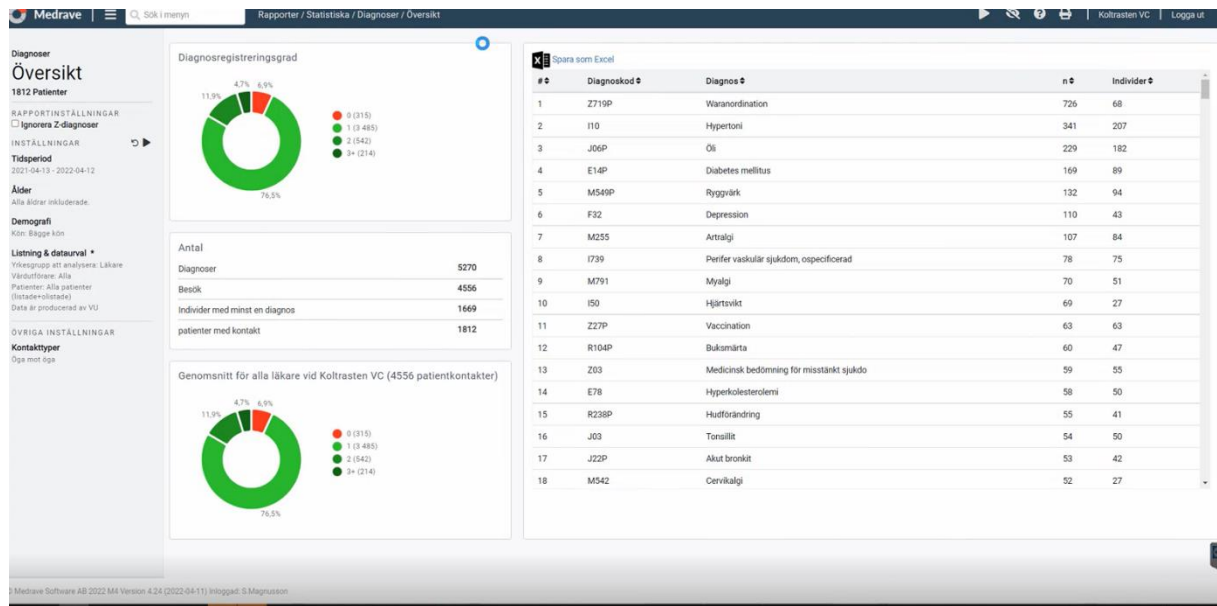 Medrave
Sök i menyn
Rapporter / Statistiska / Diagnoser / Översikt
Koltrasten VC
Logga ut
Diagnoser
Översikt
1812 Patienter
RAPPORTINSTÄLLNINGAR
Ignorera Z-diagnoser
INSTÄLLNINGAR
Tidsperiod
2021-04-13 - 2022-04-12
Ålder
Alla åldrar inkluderade.
Demografi
Kön: Bägge kön
Listning & dataurval *
Yrkesgrupp att analysera: Läkare
Vårdutförare: Alla
Patienter: Alla patienter
(listade+olistade)
Data är producerad av VU
ÖVRIGA INSTÄLLNINGAR
Kontakttyper
Öga mot öga
Diagnosregistreringsgrad
4,7% 6,9%
11,9%
76,5%
0 (315)
1 (3 485)
2 (542)
3+ (214)
Antal
Diagnoser 5270
Besök 4556
Individer med minst en diagnos 1669
patienter med kontakt 1812
Genomsnitt för alla läkare vid Koltrasten VC (4556 patientkontakter)
4,7% 6,9%
11,9%
76,5%
0 (315)
1 (3 485)
2 (542)
3+ (214)
Spara som Excel
# Diagnoskod Diagnos n Individer
1 Z719P Waranordination 726 68
2 I10 Hypertoni 341 207
3 J06P Öli 229 182
4 E14P Diabetes mellitus 169 89
5 M549P Ryggvärk 132 94
6 F32 Depression 110 43
7 M255 Artralgi 107 84
8 I739 Perifer vaskulär sjukdom, ospecificerad 78 75
9 M791 Myalgi 70 51
10 I50 Hjärtsvikt 69 27
11 Z27P Vaccination 63 63
12 R104P Buksmärta 60 47
13 Z03 Medicinsk bedömning för misstänkt sjukdo 59 55
14 E78 Hyperkolesterolemi 58 50
15 R238P Hudförändring 55 41
16 J03 Tonsillit 54 50
17 J22P Akut bronkit 53 42
18 M542 Cervikalgi 52 27
Medrave Software AB 2022 M4 Version 4.24 (2022-04-11) Inloggad: S.Magnusson